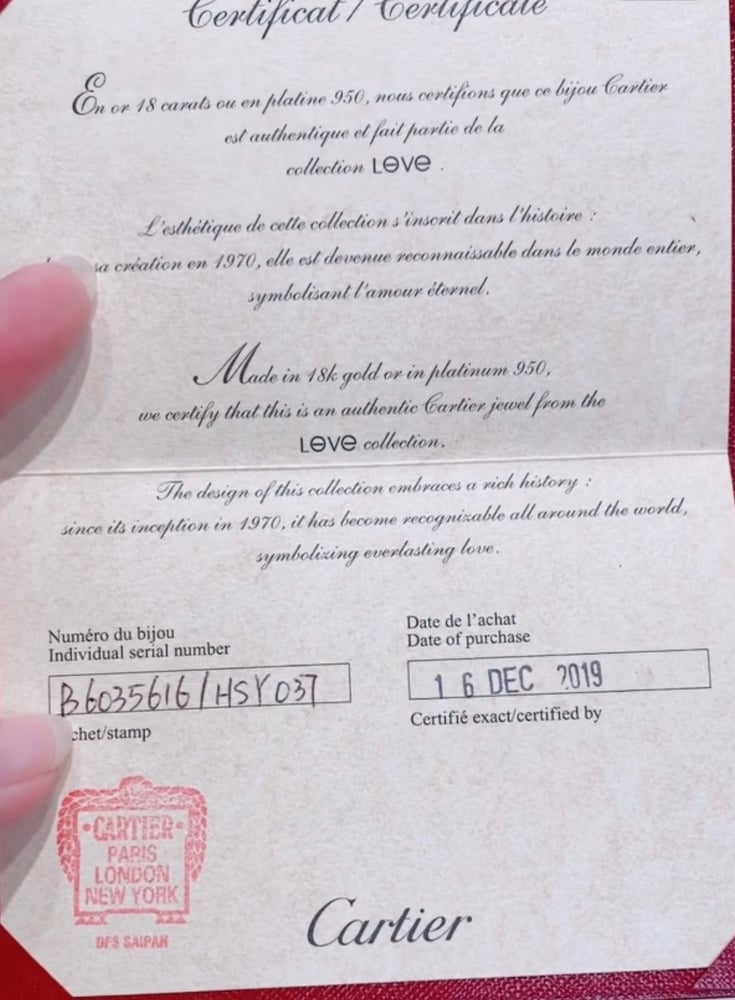 Certificat / Certificate
En or 18 carats ou en platine 950, nous certifions que ce bijou Cartier
est authentique et fait partie de la
collection LOVE .
L'esthétique de cette collection s'inscrit dans l'histoire :
sa création en 1970, elle est devenue reconnaissable dans le monde entier,
symbolisant l'amour éternel.
Made in 18k gold or in platinum 950,
we certify that this is an authentic Cartier jewel from the
LOVE collection.
The design of this collection embraces a rich history :
since its inception in 1970, it has become recognizable all around the world,
symbolizing everlasting love.
Numéro du bijou
Individual serial number
B6035616/HSY037
Date de l'achat
Date of purchase
16 DEC 2019
chet/stamp
Certifié exact/certified by
CARTIER
PARIS
LONDON
NEW YORK
DFS SAIPAN
Cartier